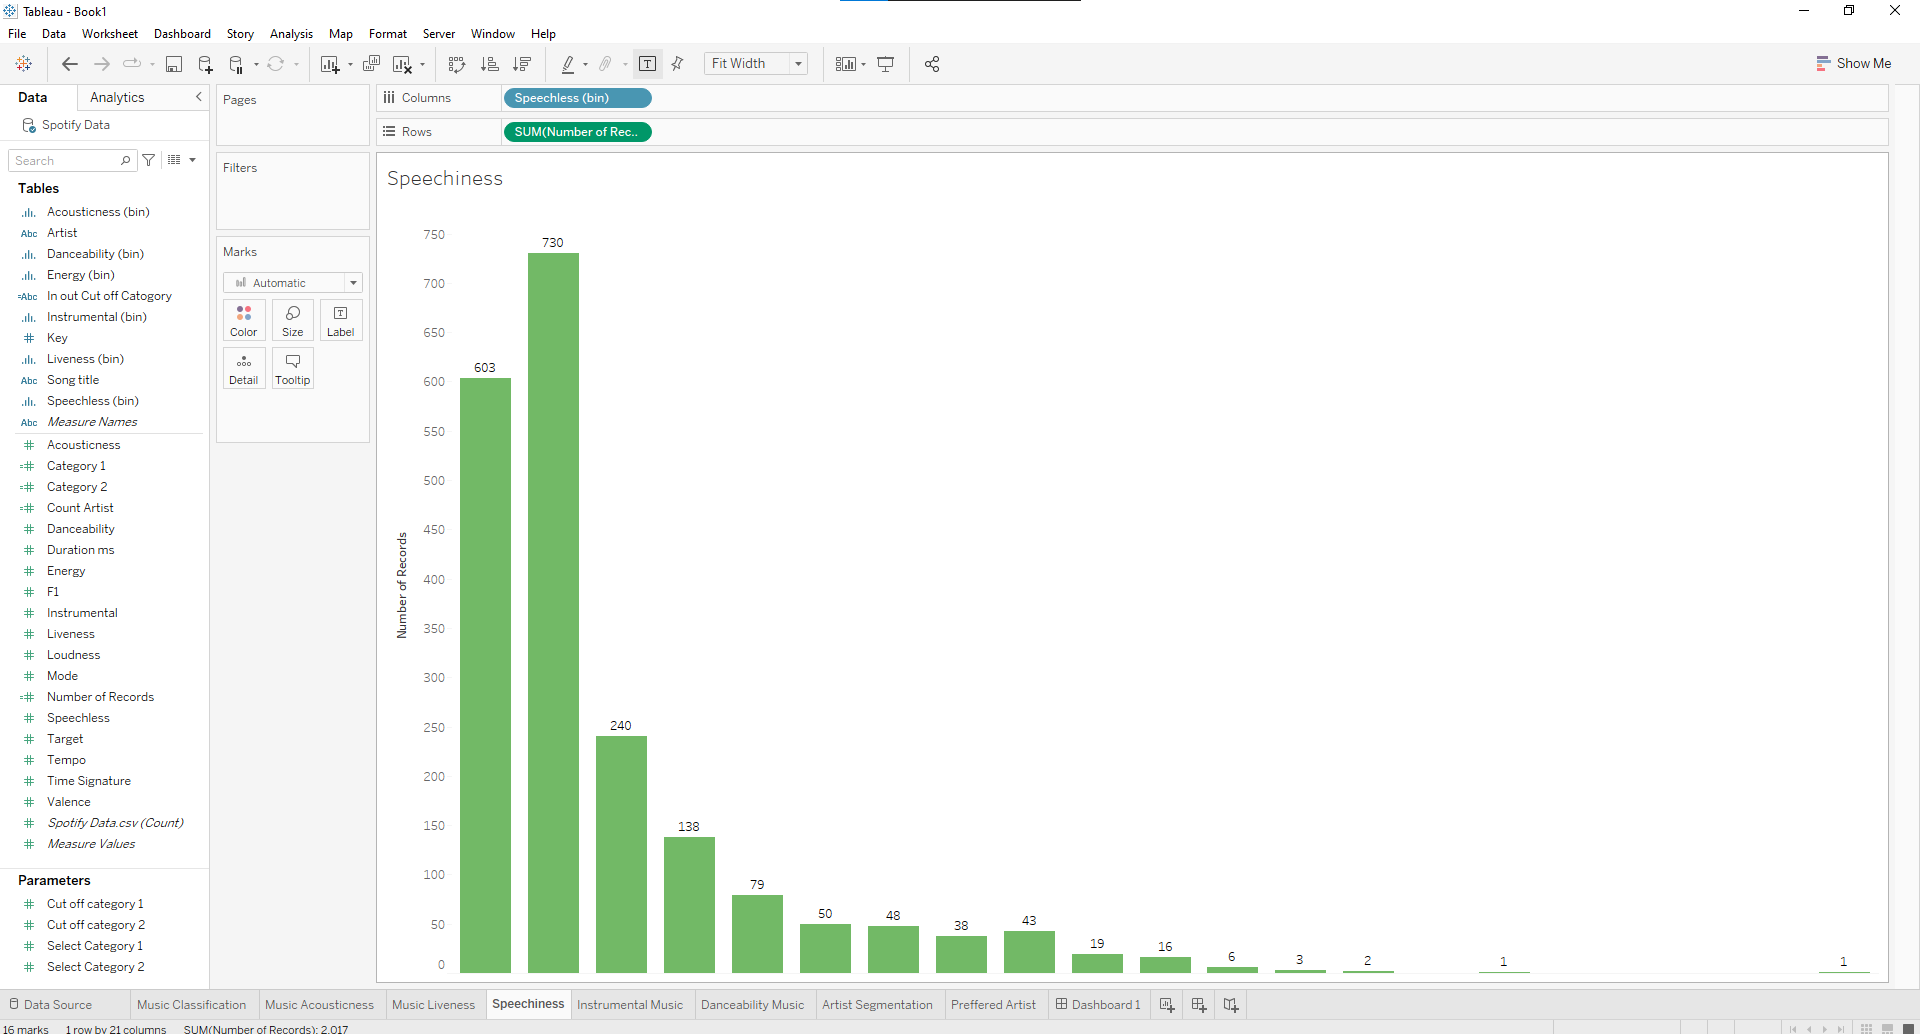 Tableau - Book1
File Data Worksheet Dashboard Story Analysis Map Format Server Window Help
Fit Width
Show Me
Data Analytics
Spotify Data
Search
Tables
Acousticness (bin)
Abc Artist
Danceability (bin)
Energy (bin)
=Abc In out Cut off Catogory
Instrumental (bin)
# Key
Liveness (bin)
Abc Song title
Speechless (bin)
Abc Measure Names
# Acousticness
=# Category 1
=# Category 2
=# Count Artist
# Danceability
# Duration ms
# Energy
# F1
# Instrumental
# Liveness
# Loudness
# Mode
=# Number of Records
# Speechless
# Target
# Tempo
# Time Signature
# Valence
# Spotify Data.csv (Count)
# Measure Values
Parameters
# Cut off category 1
# Cut off category 2
# Select Category 1
# Select Category 2
Pages
Filters
Marks
Automatic
Color Size Label
Detail Tooltip
Columns Speechless (bin)
Rows SUM(Number of Rec..
Speechiness
Number of Records
750
700
650
600
550
500
450
400
350
300
250
200
150
100
50
0
603
730
240
138
79
50
48
38
43
19
16
6
3
2
1
1
Data Source Music Classification Music Acousticness Music Liveness Speechiness Instrumental Music Danceability Music Artist Segmentation Preffered Artist Dashboard 1
16 marks 1 row by 21 columns SUM(Number of Records): 2,017